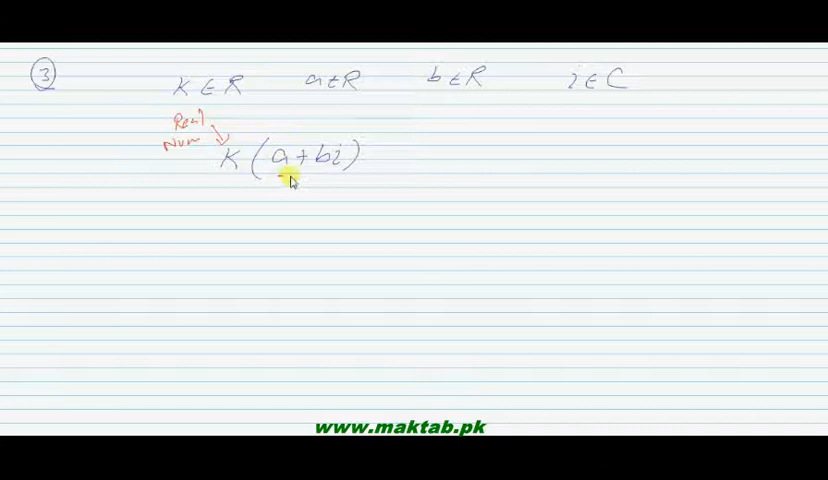 ③ K ∈ R a ∈ R b ∈ R i ∈ C
Real
Num
K (a + bi)
www.maktab.pk